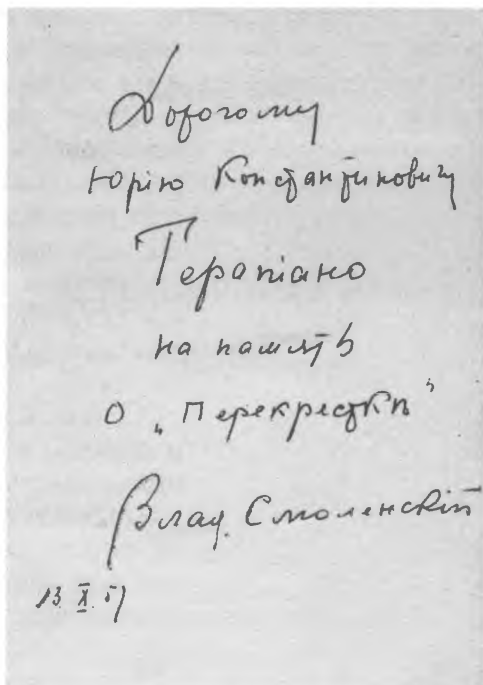 Дорогому
Юрію Константиновичу
Терапіано
на память
о „Перекресткѣ“
Влад. Смоленскій
13 X. 57